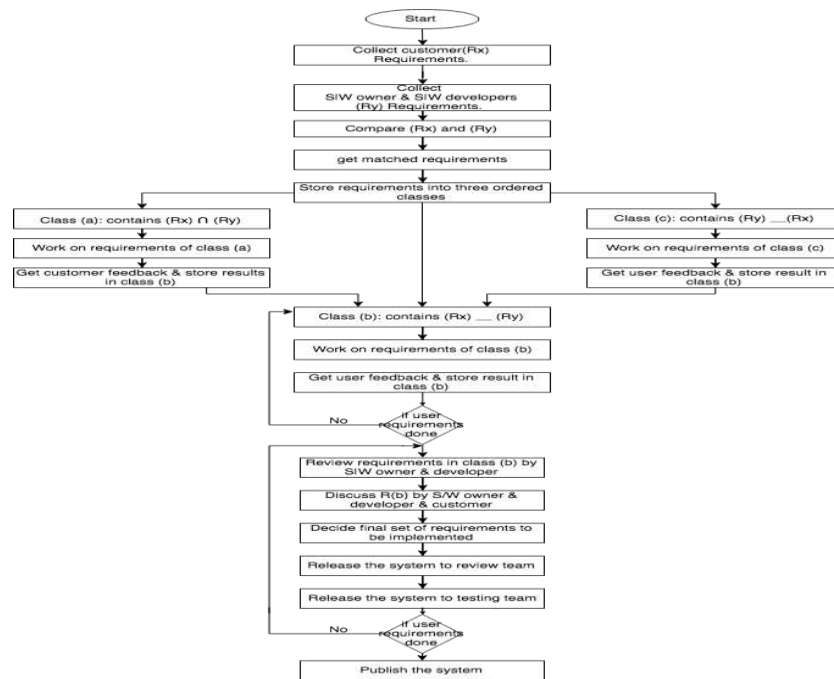 Start
Collect customer(Rx)
Requirements.
Collect
S\W owner & S\W developers
(Ry) Requirements.
Compare (Rx) and (Ry)
get matched requirements
Store requirements into three ordered
classes
Class (a): contains (Rx) ∩ (Ry)
Work on requirements of class (a)
Get customer feedback & store results
in class (b)
Class (c): contains (Ry) __ (Rx)
Work on requirements of class (c)
Get user feedback & store result in
class (b)
Class (b): contains (Rx) __ (Ry)
Work on requirements of class (b)
Get user feedback & store result in
class (b)
No
if user
requirements
done
Review requirements in class (b) by
S\W owner & developer
Discuss R(b) by S/W owner &
developer & customer
Decide final set of requirements to
be implemented
Release the system to review team
Release the system to testing team
No
if user
requirements
done
Publish the system